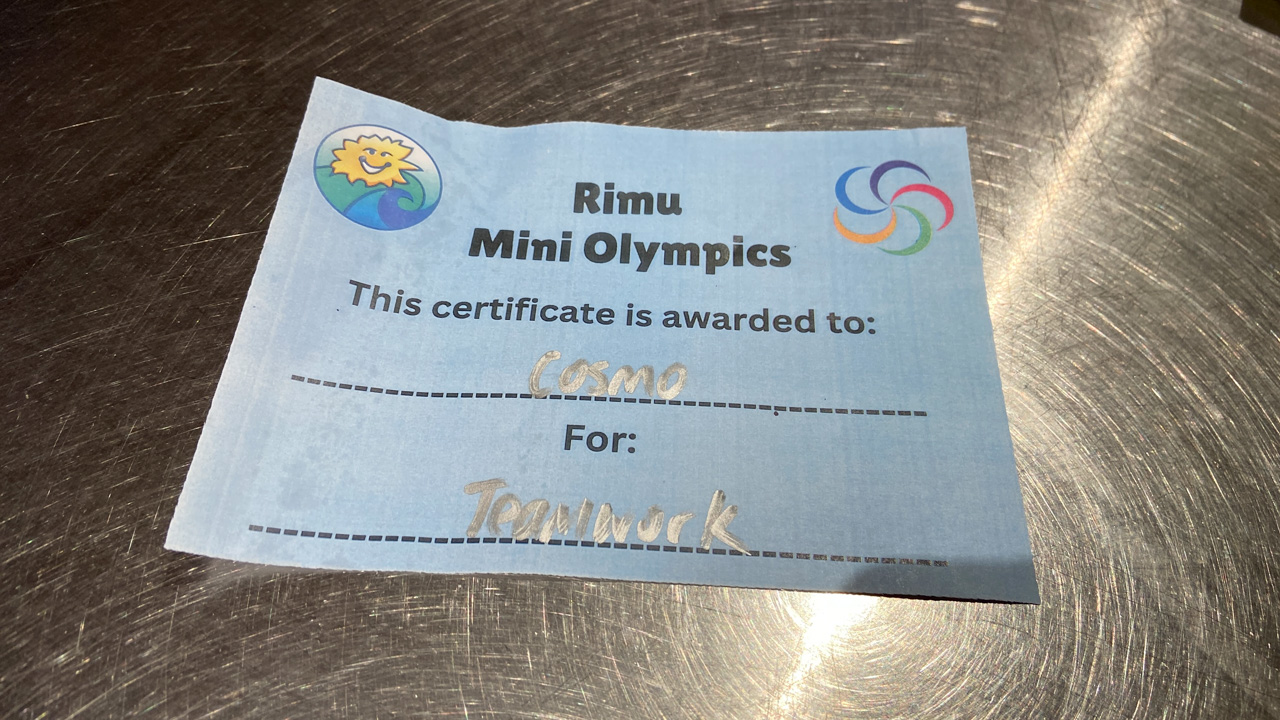 Rimu
Mini Olympics
This certificate is awarded to:
Cosmo
For:
Teamwork